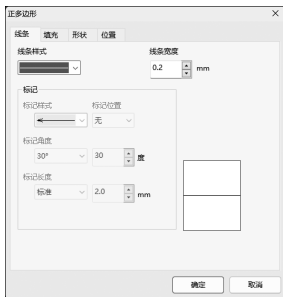 正多边形
线条 填充 形状 位置
线条样式 线条宽度
0.2 mm
标记
标记样式 标记位置
无
标记角度
30° 30 度
标记长度
标准 2.0 mm
确定 取消